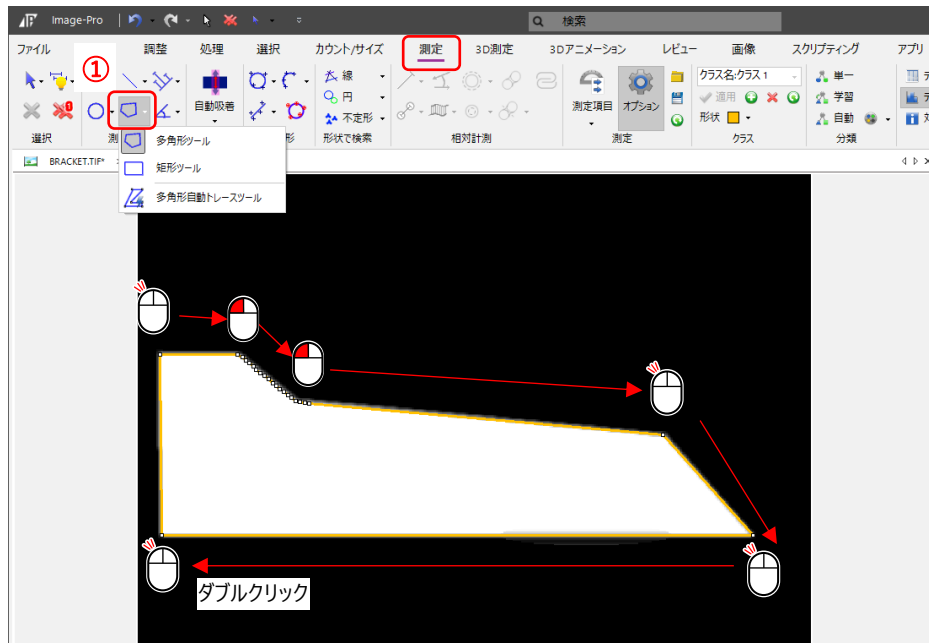 Image-Pro
検索
ファイル 調整 処理 選択 カウント/サイズ 測定 3D測定 3Dアニメーション レビュー 画像 スクリプティング アプリ
①
自動吸着
線
円
不定形
測定項目 オプション
クラス名:クラス 1
適用
形状
単一
学習
自動
選択 形状で検索 相対計測 測定 クラス 分類
多角形ツール
矩形ツール
多角形自動トレースツール
BRACKET.TIF*
ダブルクリック